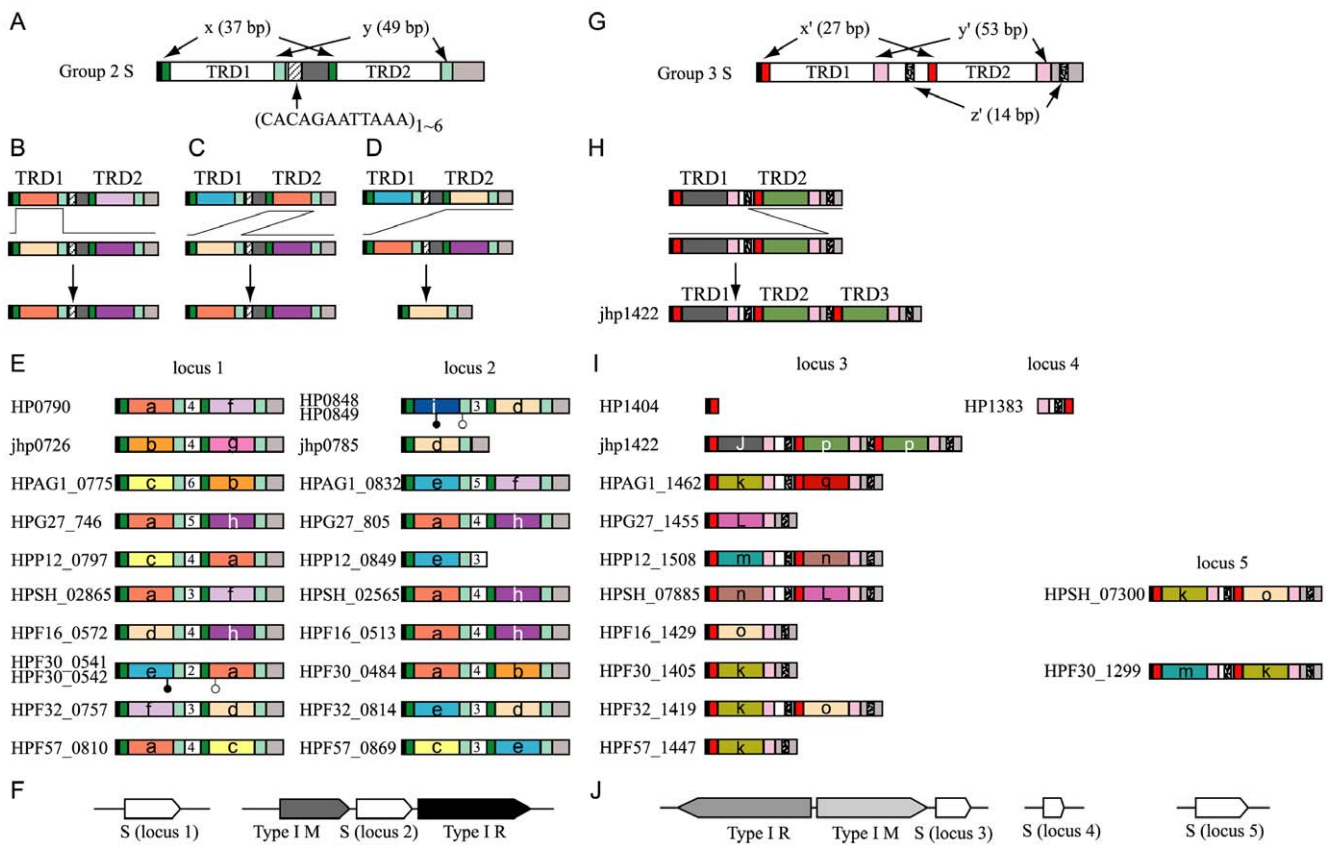 A
x (37 bp)
y (49 bp)
Group 2 S
TRD1
TRD2
(CACAGAATTAAA)1~6
B
C
D
TRD1 TRD2
TRD1 TRD2
TRD1 TRD2
E
locus 1
locus 2
HP0790
a 4 f
HP0848
HP0849
i 3 d
jhp0726
b 4 g
jhp0785
d
HPAG1_0775
c 6 b
HPAG1_0832
e 5 f
HPG27_746
a 5 h
HPG27_805
a 4 h
HPP12_0797
c 4 a
HPP12_0849
e 3
HPSH_02865
a 3 f
HPSH_02565
a 4 h
HPF16_0572
d 4 h
HPF16_0513
a 4 h
HPF30_0541
HPF30_0542
e 2 a
HPF30_0484
a 4 b
HPF32_0757
f 3 d
HPF32_0814
e 3 d
HPF57_0810
a 4 c
HPF57_0869
c 3 e
F
S (locus 1)
Type I M
S (locus 2)
Type I R
G
x' (27 bp)
y' (53 bp)
Group 3 S
TRD1
TRD2
z' (14 bp)
H
TRD1 TRD2
TRD1 TRD2 TRD3
jhp1422
I
locus 3
locus 4
HP1404
HP1383
jhp1422
J p p
HPAG1_1462
k q
HPG27_1455
L
HPP12_1508
m n
locus 5
HPSH_07885
n L
HPSH_07300
k o
HPF16_1429
o
HPF30_1405
k
HPF30_1299
m k
HPF32_1419
k o
HPF57_1447
k
J
Type I R
Type I M
S (locus 3)
S (locus 4)
S (locus 5)